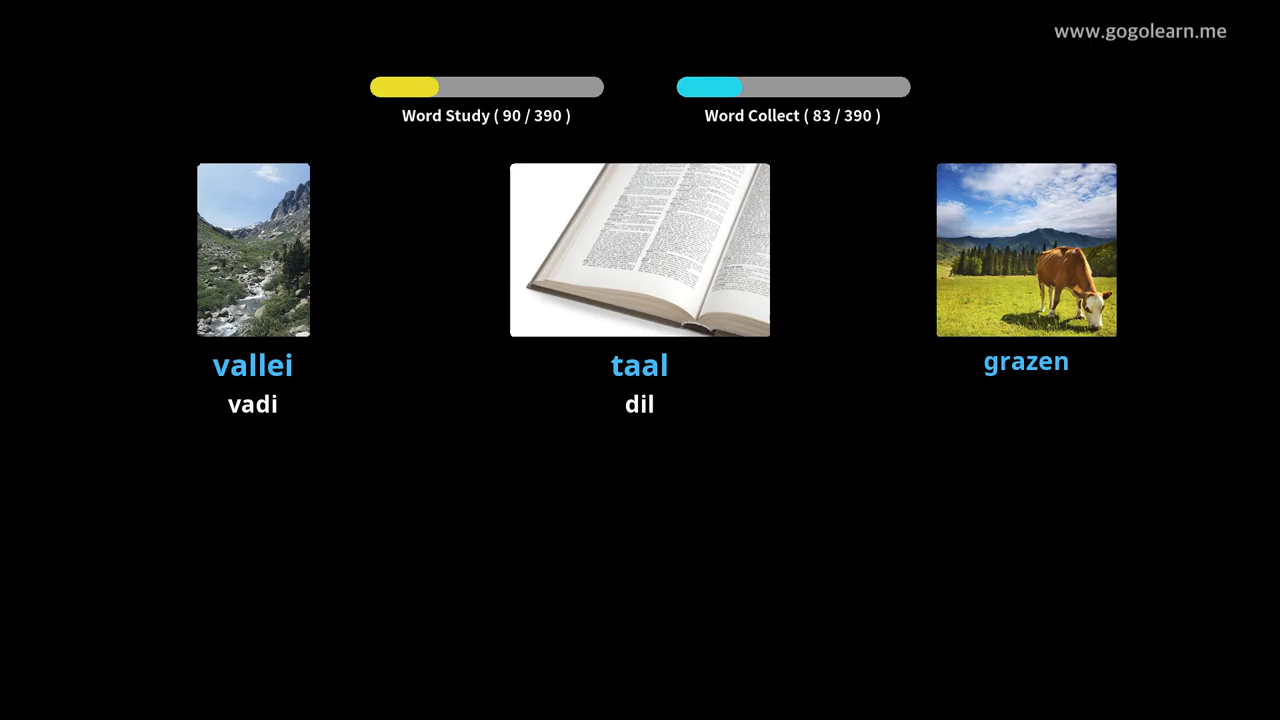 www.gogolearn.me
Word Study ( 90 / 390 )
Word Collect ( 83 / 390 )
vallei
taal
grazen
vadi
dil